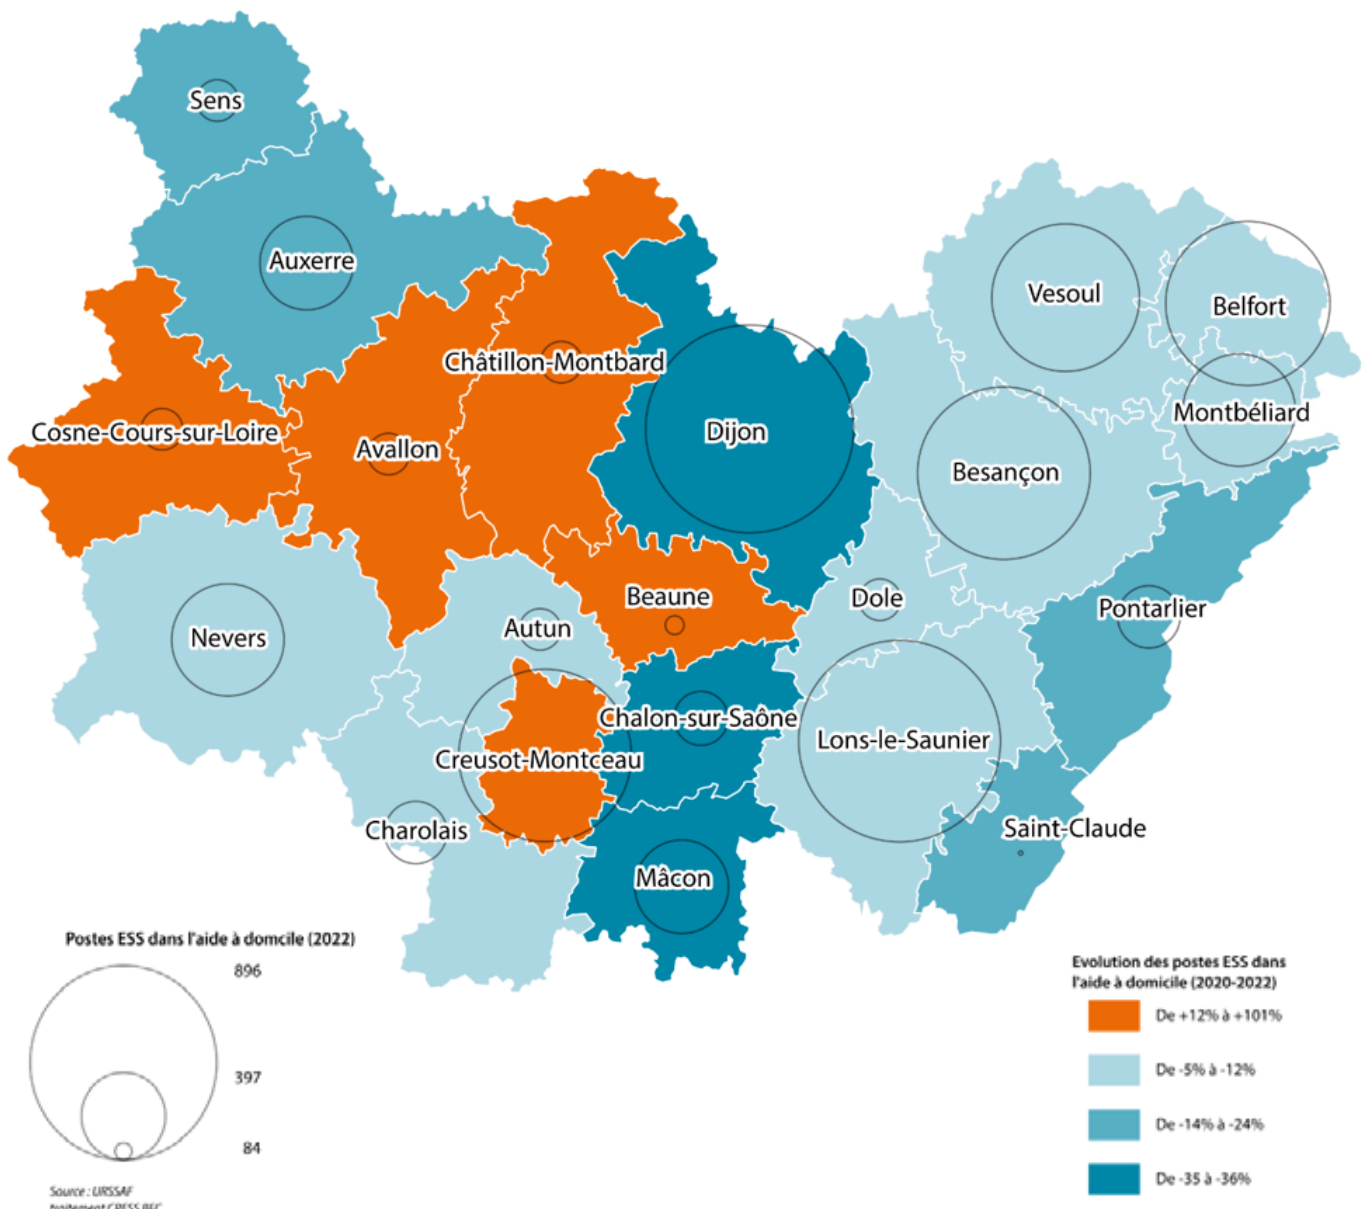 Sens
Auxerre
Vesoul
Belfort
Châtillon-Montbard
Montbéliard
Cosne-Cours-sur-Loire
Avallon
Dijon
Besançon
Beaune
Dole
Pontarlier
Nevers
Autun
Chalon-sur-Saône
Lons-le-Saunier
Creusot-Montceau
Charolais
Saint-Claude
Mâcon
Postes ESS dans l'aide à domcile (2022)
896
397
84
Source : URSSAF
traitement CRESS BFC
Evolution des postes ESS dans
l'aide à domicile (2020-2022)
De +12% à +101%
De -5% à -12%
De -14% à -24%
De -35 à -36%